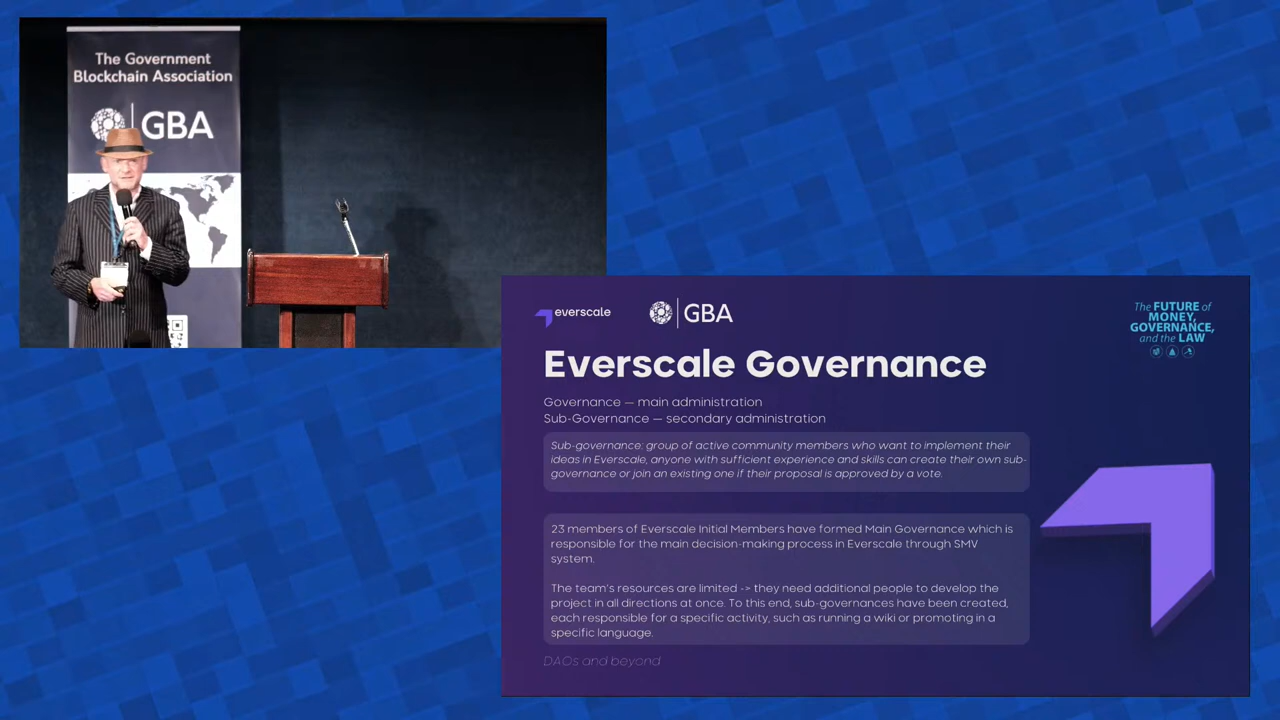 The Government
Blockchain Association
GBA
everscale
GBA
The FUTURE of
MONEY,
GOVERNANCE,
and the LAW
Everscale Governance
Governance — main administration
Sub-Governance — secondary administration
Sub-governance: group of active community members who want to implement their
ideas in Everscale, anyone with sufficient experience and skills can create their own sub-
governance or join an existing one if their proposal is approved by a vote.
23 members of Everscale Initial Members have formed Main Governance which is
responsible for the main decision-making process in Everscale through SMV
system.
The team's resources are limited -> they need additional people to develop the
project in all directions at once. To this end, sub-governances have been created,
each responsible for a specific activity, such as running a wiki or promoting in a
specific language.
DAOs and beyond